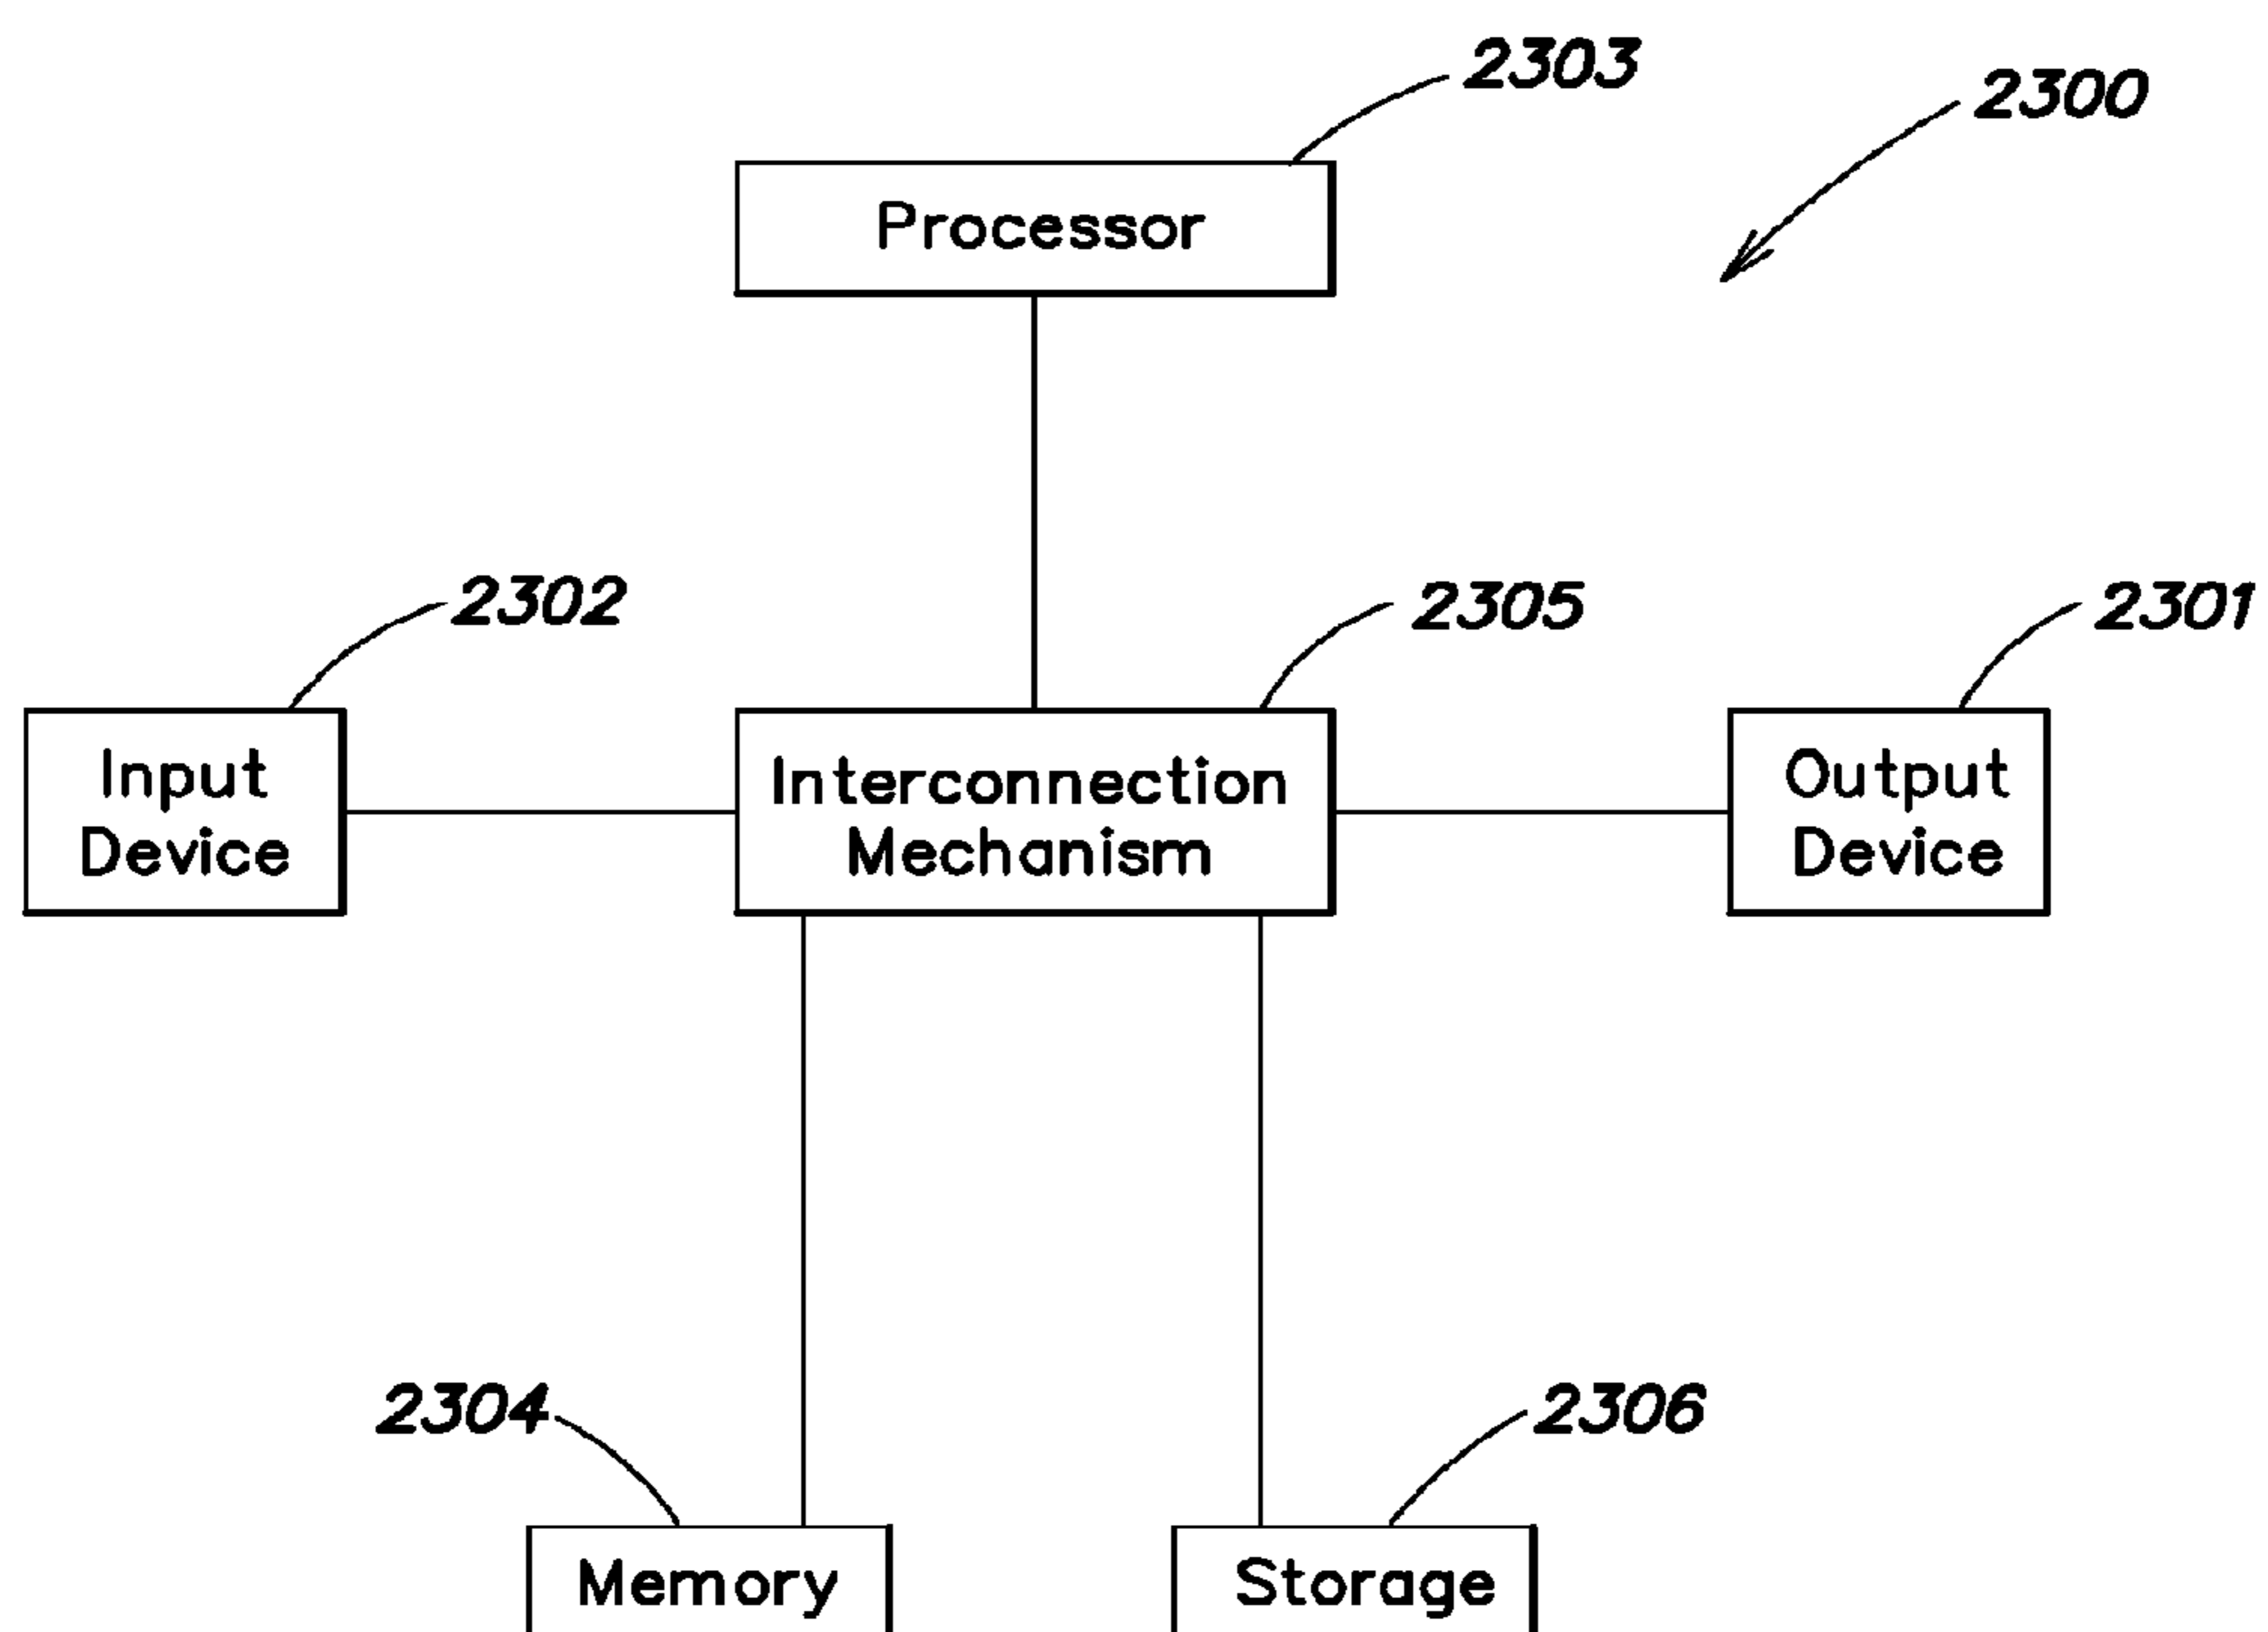 2303
2300
Processor
2302
2305
2301
Input
Device
Interconnection
Mechanism
Output
Device
2304
2306
Memory
Storage